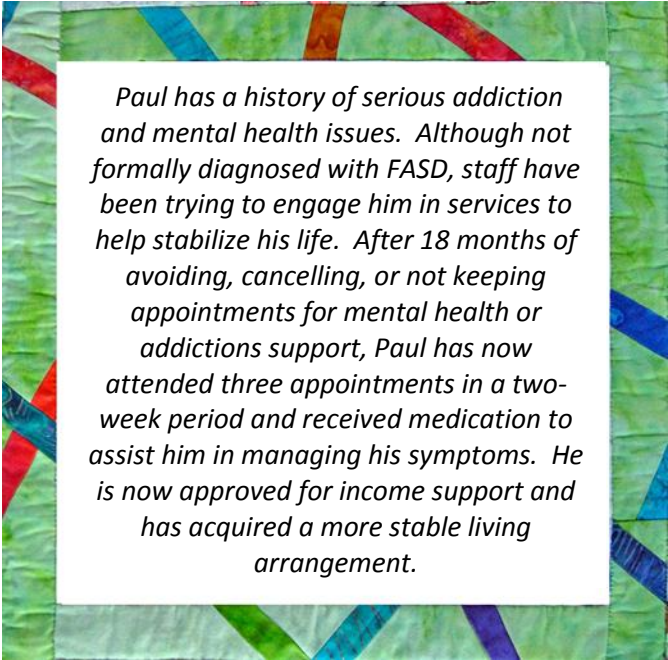 Paul has a history of serious addiction
and mental health issues.  Although not
formally diagnosed with FASD, staff have
been trying to engage him in services to
help stabilize his life.  After 18 months of
avoiding, cancelling, or not keeping
appointments for mental health or
addictions support, Paul has now
attended three appointments in a two-
week period and received medication to
assist him in managing his symptoms.  He
is now approved for income support and
has acquired a more stable living
arrangement.